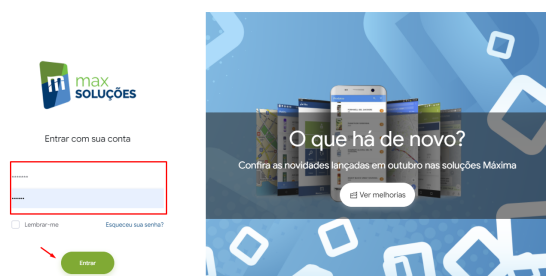 max
SOLUÇÕES
Entrar com sua conta
Lembrar-me
Esqueceu sua senha?
Entrar
O que há de novo?
Confira as novidades lançadas em outubro nas soluções Máxima
Ver melhorias